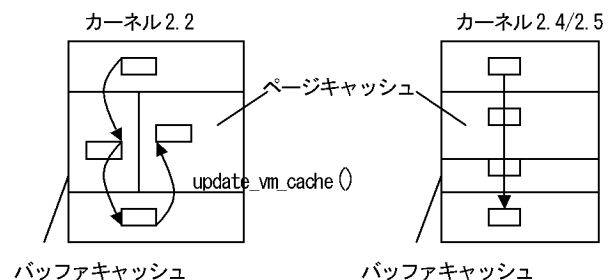 カーネル2.2
カーネル2.4/2.5
ページキャッシュ
update_vm_cache()
バッファキャッシュ
バッファキャッシュ